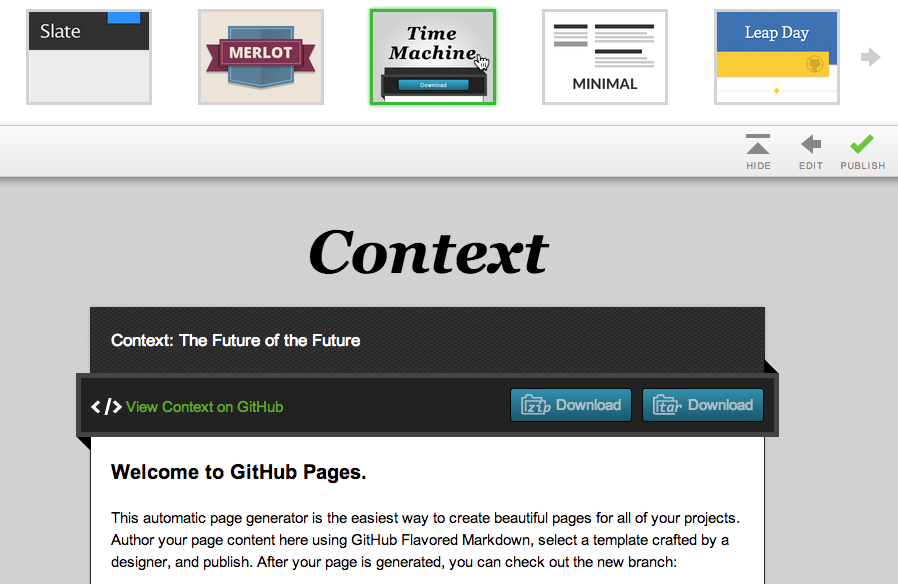 Slate
MERLOT
Time
Machine
Download
MINIMAL
Leap Day
HIDE
EDIT
PUBLISH
Context
Context: The Future of the Future
</> View Context on GitHub
zip Download
tar Download
Welcome to GitHub Pages.
This automatic page generator is the easiest way to create beautiful pages for all of your projects.
Author your page content here using GitHub Flavored Markdown, select a template crafted by a
designer, and publish. After your page is generated, you can check out the new branch: